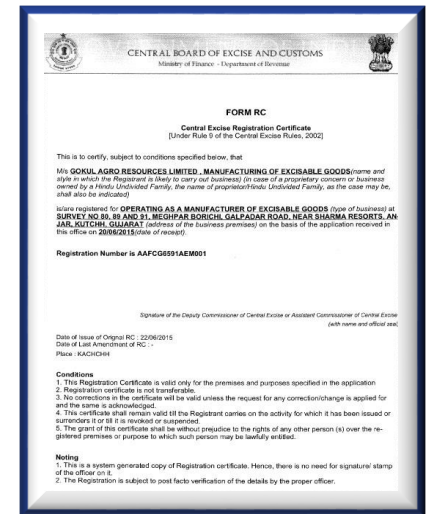 CENTRAL BOARD OF EXCISE AND CUSTOMS
Ministry of Finance - Department of Revenue
FORM RC
Central Excise Registration Certificate
[Under Rule 9 of the Central Excise Rules, 2002]
This is to certify, subject to conditions specified below, that
M/s GOKUL AGRO RESOURCES LIMITED , MANUFACTURING OF EXCISABLE GOODS(name and
style in which the Registrant is likely to carry out business) (in case of a proprietary concern or business
owned by a Hindu Undivided Family, the name of proprietor/Hindu Undivided Family, as the case may be,
shall also be indicated)
is/are registered for OPERATING AS A MANUFACTURER OF EXCISABLE GOODS (type of business) at
SURVEY NO 80, 89 AND 91, MEGHPAR BORICHI, GALPADAR ROAD, NEAR SHARMA RESORTS, AN-
JAR, KUTCHH, GUJARAT (address of the business premises) on the basis of the application received in
this office on 20/06/2015(date of receipt).
Registration Number is AAFCG6591AEM001
Signature of the Deputy Commissioner of Central Excise or Assistant Commissioner of Central Excise
(with name and official seal)
Date of Issue of Orignal RC : 22/06/2015
Date of Last Amendment of RC : -
Place : KACHCHH
Conditions
1. This Registration Certificate is valid only for the premises and purposes specified in the application
2. Registration certificate is not transferable.
3. No corrections in the certificate will be valid unless the request for any correction/change is applied for
and the same is acknowledged.
4. This certificate shall remain valid till the Registrant carries on the activity for which it has been issued or
surrenders it or till it is revoked or suspended.
5. The grant of this certificate shall be without prejudice to the rights of any other person (s) over the re-
gistered premises or purpose to which such person may be lawfully entitled.
Noting
1. This is a system generated copy of Registration certificate. Hence, there is no need for signature/ stamp
of the officer on it.
2. The Registration is subject to post facto verification of the details by the proper officer.